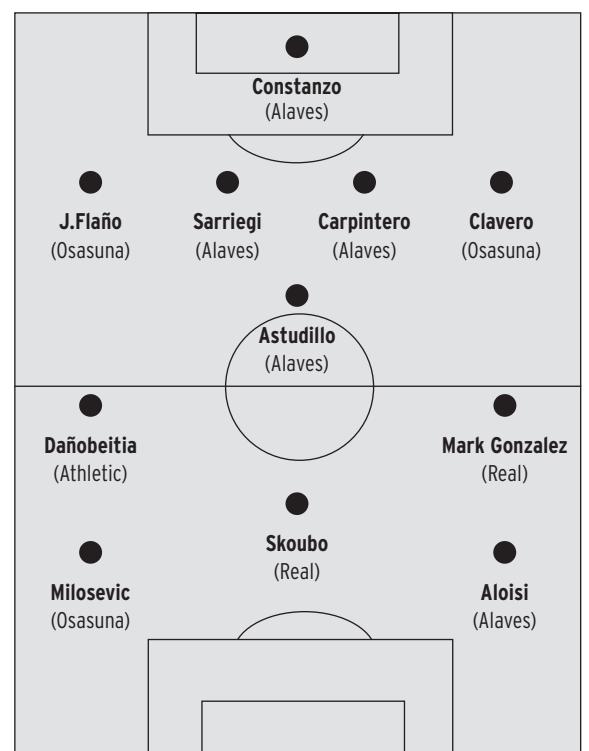 Constanzo
(Alaves)
J.Flaño
(Osasuna)
Sarriegi
(Alaves)
Carpintero
(Alaves)
Clavero
(Osasuna)
Astudillo
(Alaves)
Dañobeitia
(Athletic)
Mark Gonzalez
(Real)
Skoubo
(Real)
Milosevic
(Osasuna)
Aloisi
(Alaves)